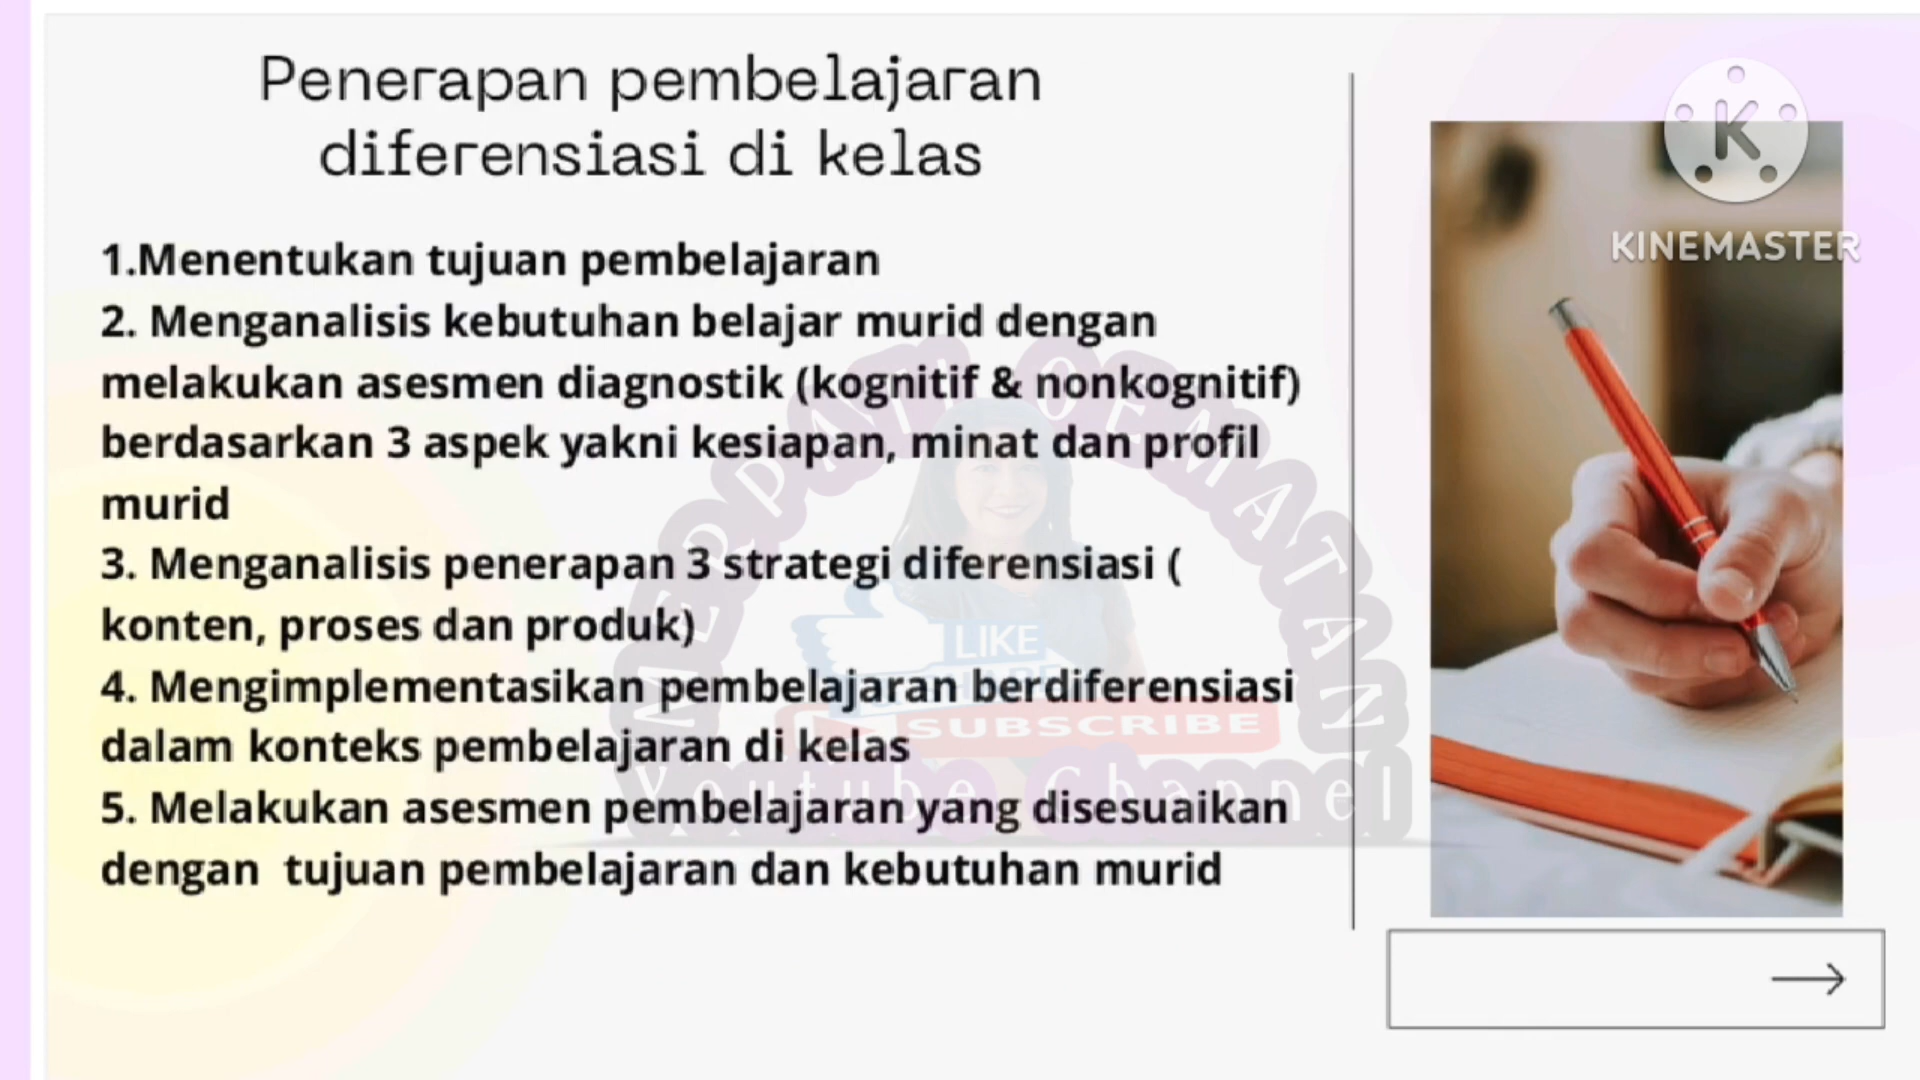 Penerapan pembelajaran
diferensiasi di kelas
1.Menentukan tujuan pembelajaran
2. Menganalisis kebutuhan belajar murid dengan
melakukan asesmen diagnostik (kognitif & nonkognitif)
berdasarkan 3 aspek yakni kesiapan, minat dan profil
murid
3. Menganalisis penerapan 3 strategi diferensiasi (
konten, proses dan produk)
4. Mengimplementasikan pembelajaran berdiferensiasi
dalam konteks pembelajaran di kelas
5. Melakukan asesmen pembelajaran yang disesuaikan
dengan  tujuan pembelajaran dan kebutuhan murid
K
KINEMASTER
MERPATI OEMATAN
LIKE
SHARE
SUBSCRIBE
Youtube Channel